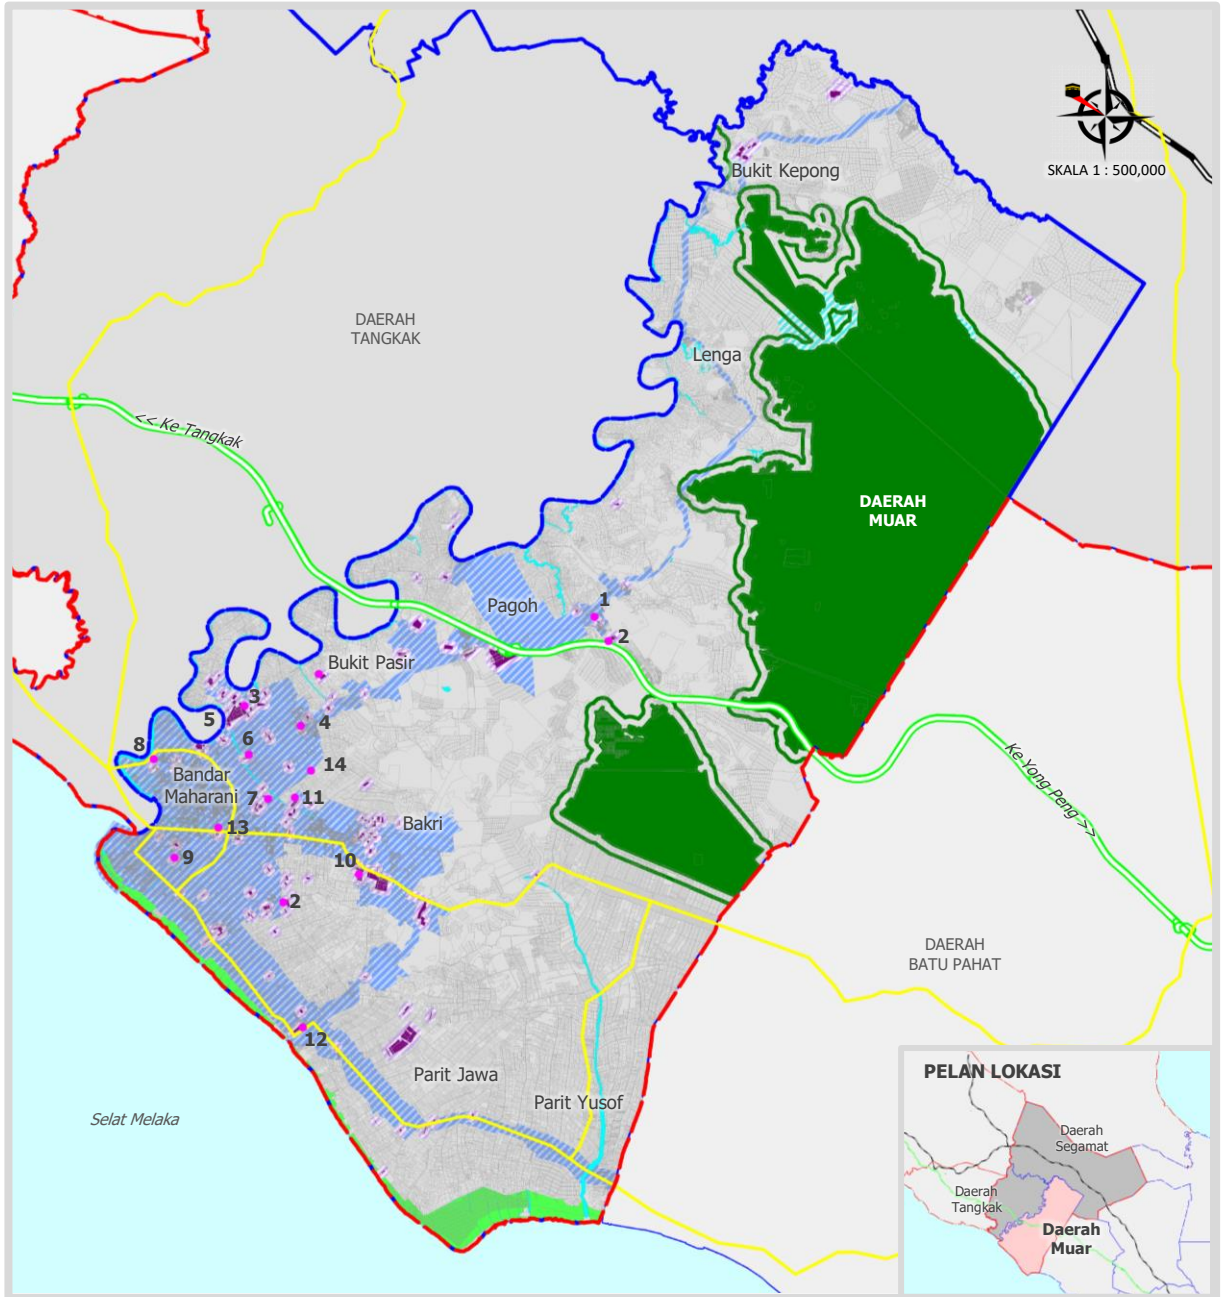 SKALA 1 : 500,000
Bukit Kepong
DAERAH
TANGKAK
Lenga
<< Ke Tangkak
DAERAH
MUAR
Pagoh
1
2
Bukit Pasir
3
5
4
6
8
14
Bandar
Maharani
7
11
Ke Yong Peng >>
13
Bakri
9
10
2
DAERAH
BATU PAHAT
12
Parit Jawa
Parit Yusof
Selat Melaka
PELAN LOKASI
Daerah
Segamat
Daerah
Tangkak
Daerah
Muar